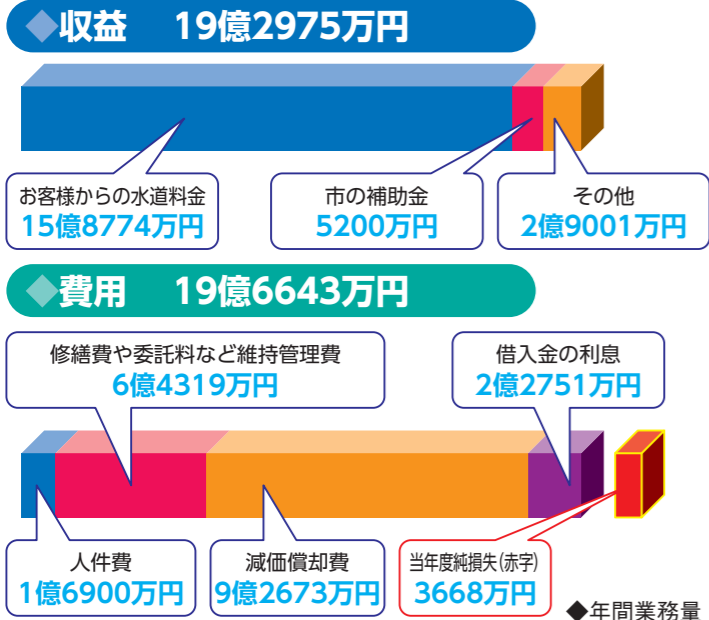 ◆収益 19億2975万円
お客様からの水道料金
15億8774万円
市の補助金
5200万円
その他
2億9001万円
◆費用 19億6643万円
修繕費や委託料など維持管理費
6億4319万円
借入金の利息
2億2751万円
人件費
1億6900万円
減価償却費
9億2673万円
当年度純損失(赤字)
3668万円
◆年間業務量